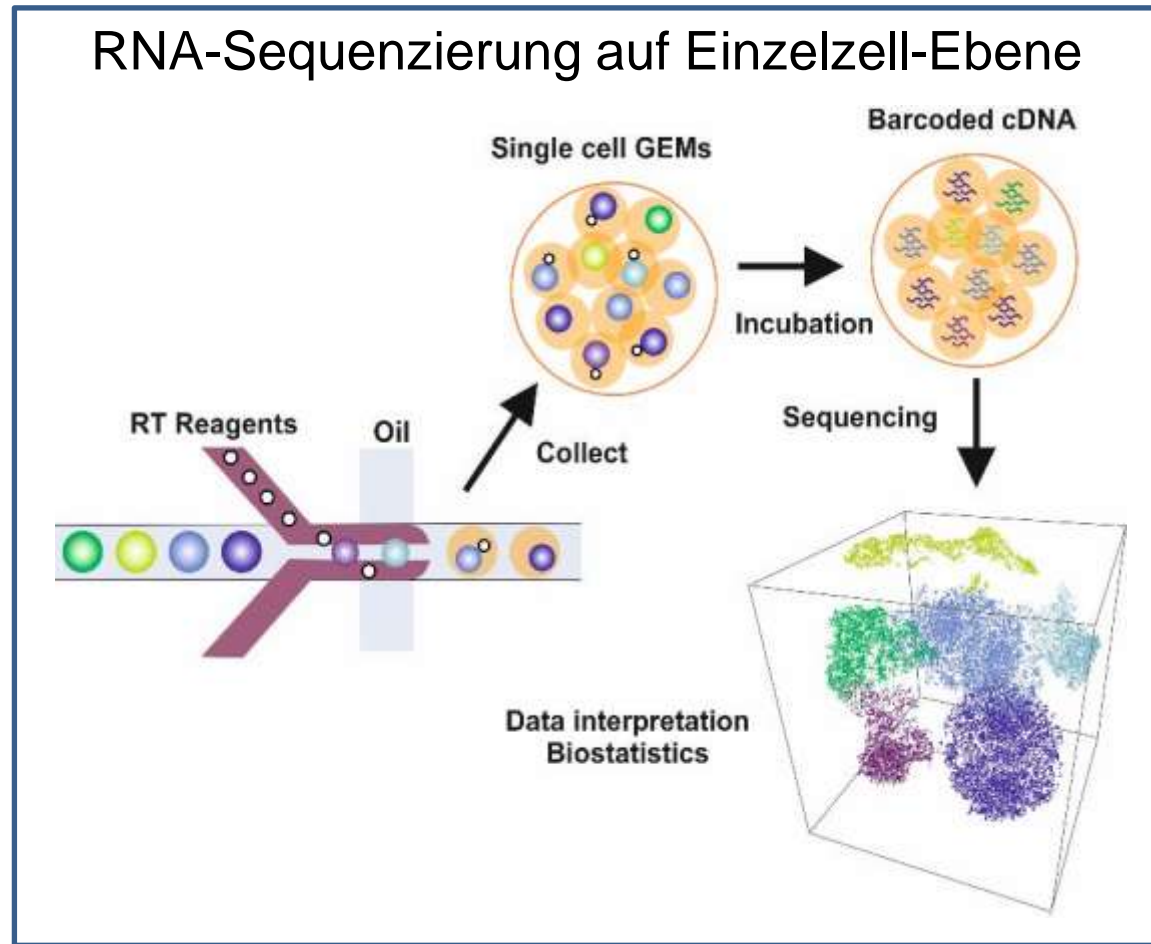 RNA-Sequenzierung auf Einzelzell-Ebene
Single cell GEMs
Barcoded cDNA
Incubation
RT Reagents
Oil
Collect
Sequencing
Data interpretation
Biostatistics